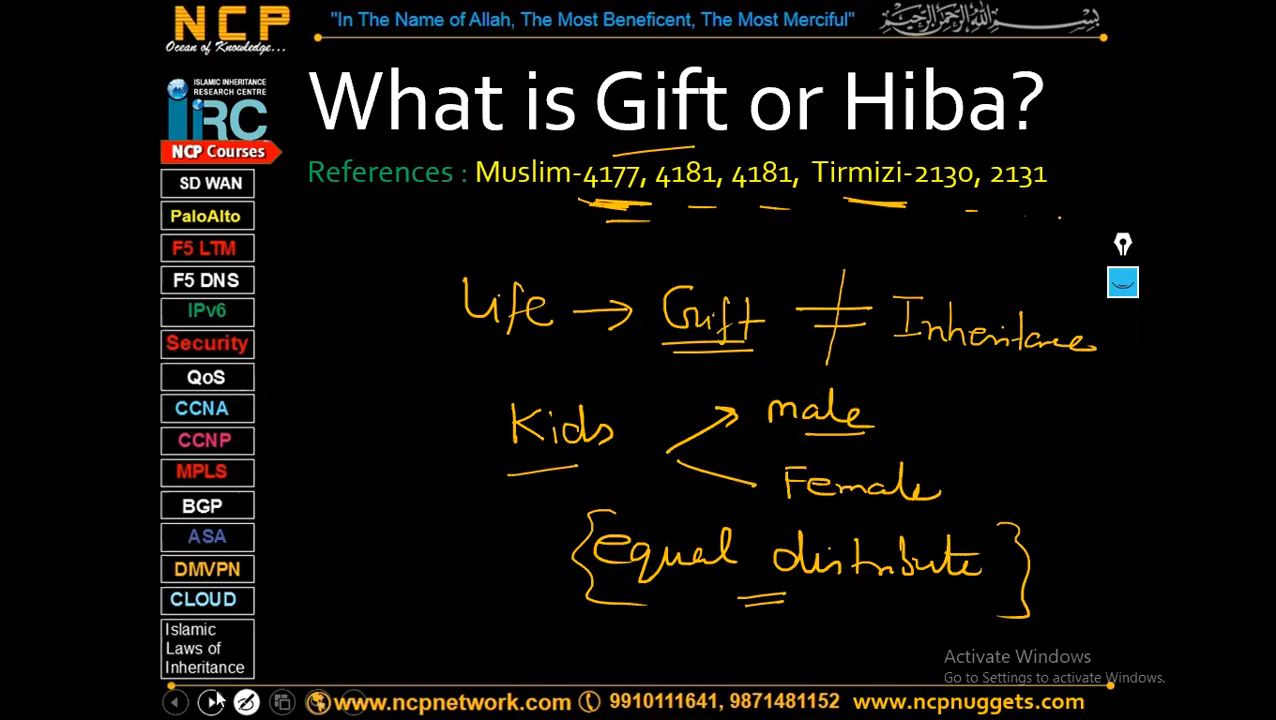 NCP
Ocean of Knowledge...
"In The Name of Allah, The Most Beneficent, The Most Merciful"
بسم الله الرحمن الرحيم
ISLAMIC INHERITANCE
RESEARCH CENTRE
IRC
NCP Courses
What is Gift or Hiba?
References : Muslim-4177, 4181, 4181, Tirmizi-2130, 2131
SD WAN
PaloAlto
F5 LTM
F5 DNS
IPv6
Security
QoS
CCNA
CCNP
MPLS
BGP
ASA
DMVPN
CLOUD
Islamic
Laws of
Inheritance
Life → Gift ≠ Inheritance
Kids
male
Female
{equal distribute}
Activate Windows
Go to Settings to activate Windows.
www.ncpnetwork.com 9910111641, 9871481152 www.ncpnuggets.com